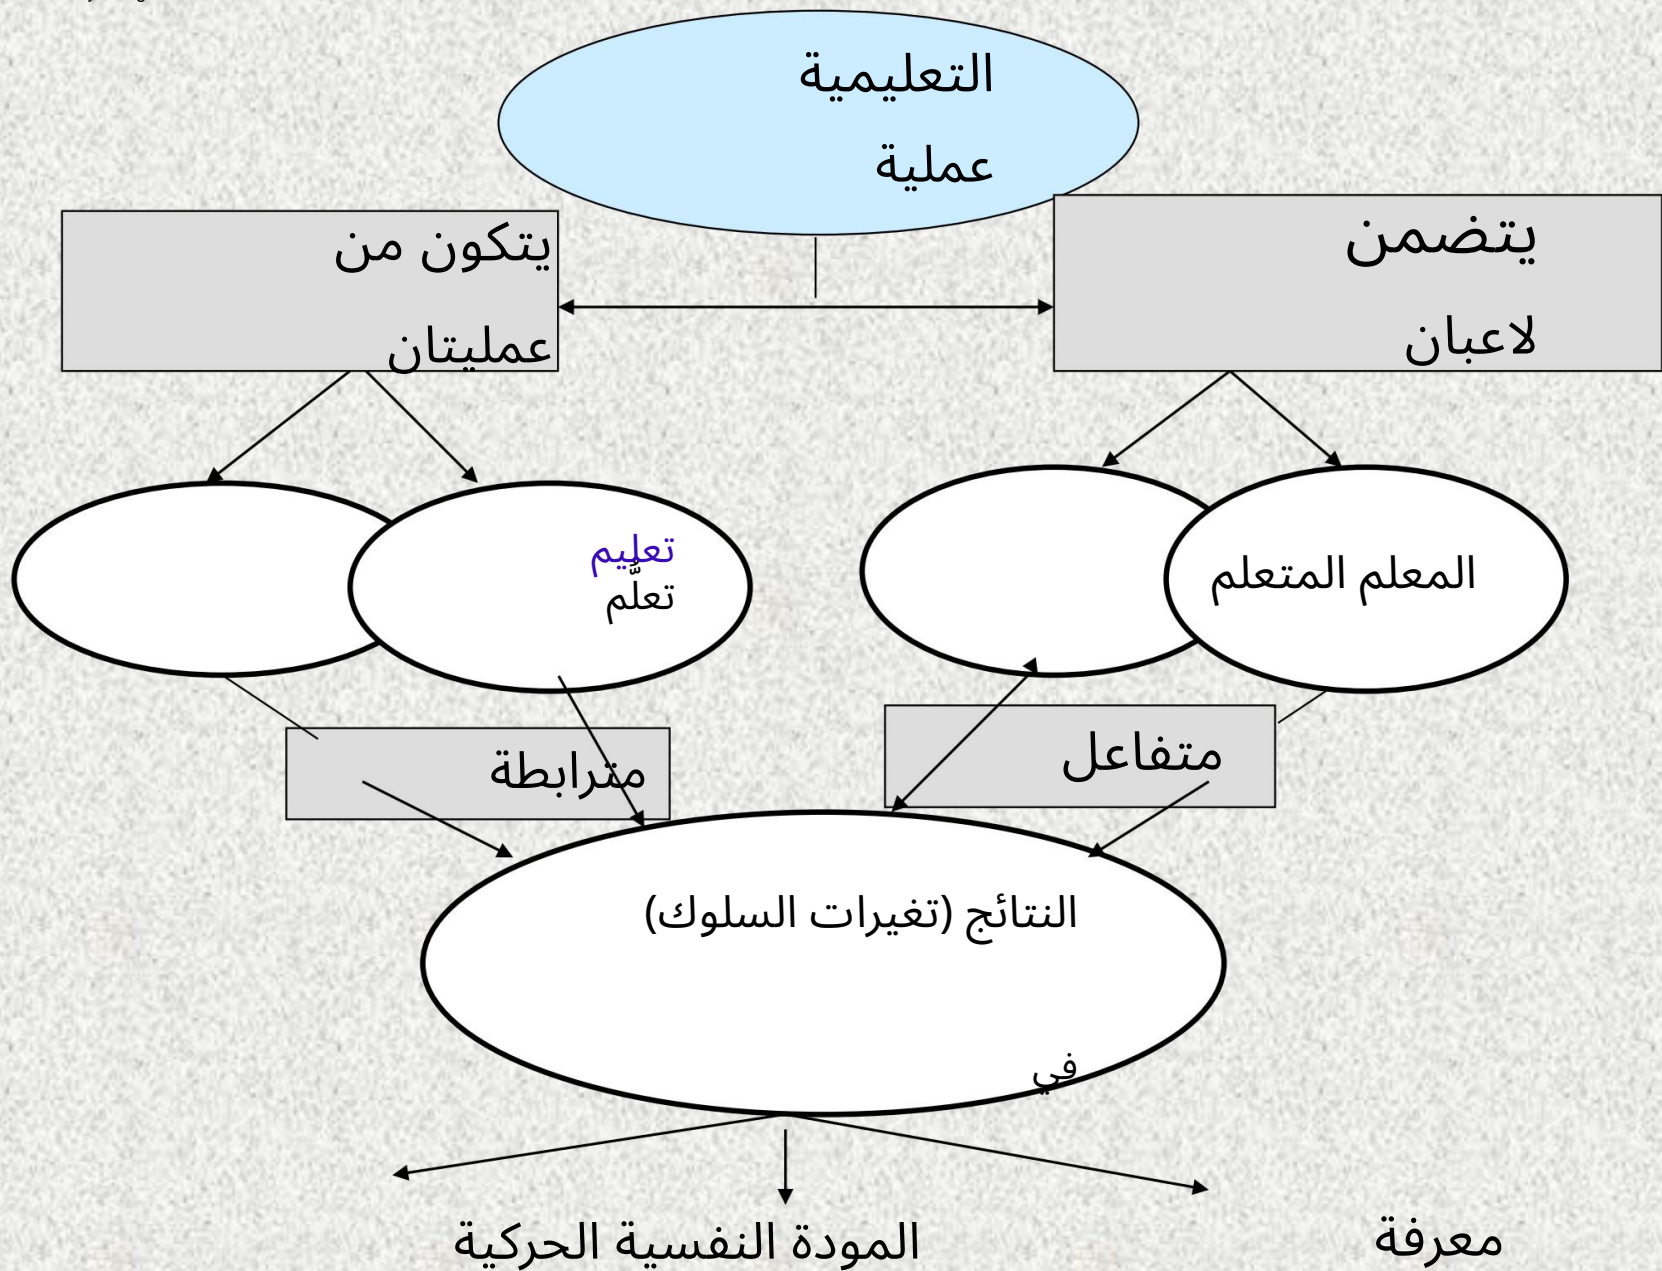 التعليمية
عملية
يتضمن
لاعبان
يتكون من
عمليتان
المعلم المتعلم
تعليم
تعلَّم
متفاعل
مترابطة
النتائج (تغيرات السلوك)
في
معرفة
المودة النفسية الحركية